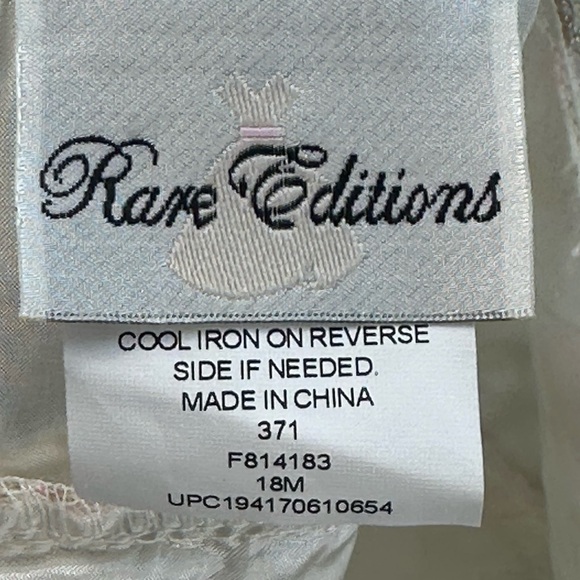 Rare Editions
COOL IRON ON REVERSE
SIDE IF NEEDED.
MADE IN CHINA
371
F814183
18M
UPC194170610654